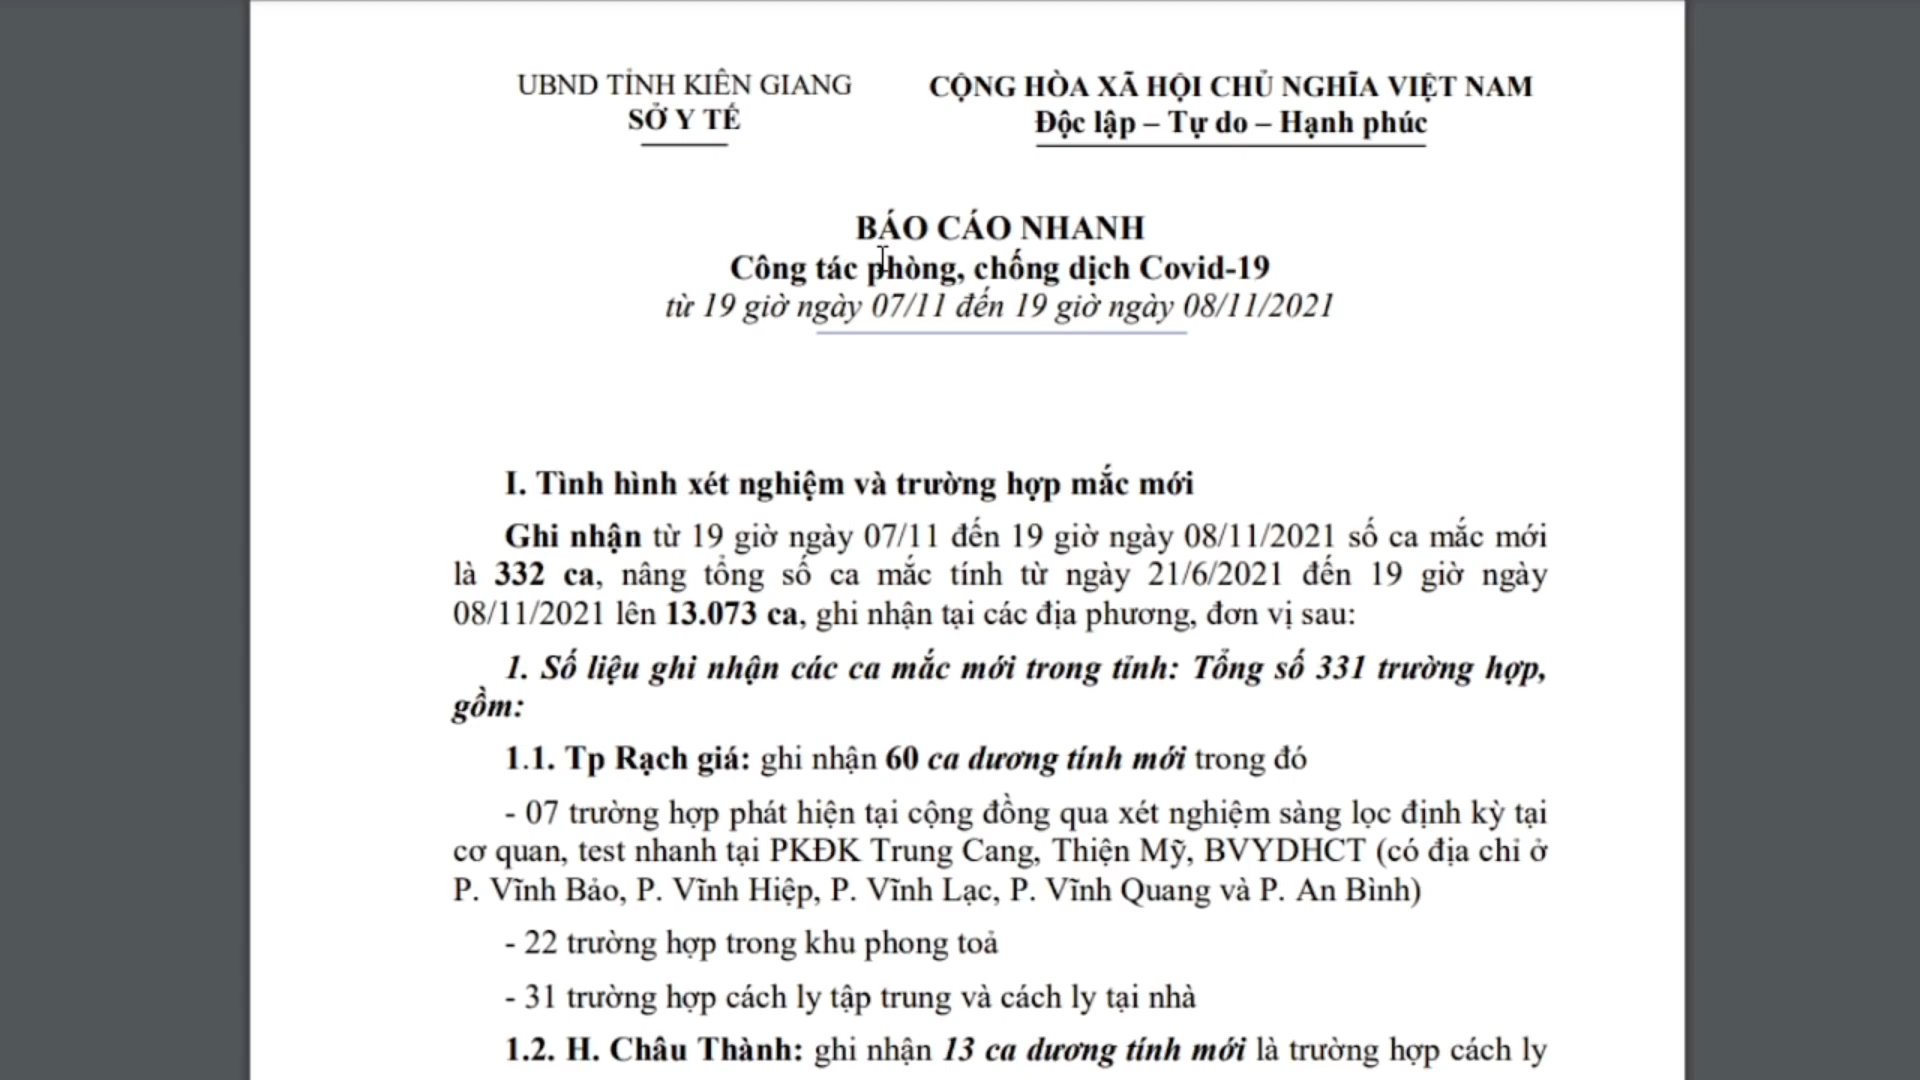 UBND TỈNH KIÊN GIANG
SỞ Y TẾ
CỘNG HÒA XÃ HỘI CHỦ NGHĨA VIỆT NAM
Độc lập – Tự do – Hạnh phúc
BÁO CÁO NHANH
Công tác phòng, chống dịch Covid-19
từ 19 giờ ngày 07/11 đến 19 giờ ngày 08/11/2021
I. Tình hình xét nghiệm và trường hợp mắc mới
Ghi nhận từ 19 giờ ngày 07/11 đến 19 giờ ngày 08/11/2021 số ca mắc mới
là 332 ca, nâng tổng số ca mắc tính từ ngày 21/6/2021 đến 19 giờ ngày
08/11/2021 lên 13.073 ca, ghi nhận tại các địa phương, đơn vị sau:
1. Số liệu ghi nhận các ca mắc mới trong tỉnh: Tổng số 331 trường hợp,
gồm:
1.1. Tp Rạch giá: ghi nhận 60 ca dương tính mới trong đó
- 07 trường hợp phát hiện tại cộng đồng qua xét nghiệm sàng lọc định kỳ tại
cơ quan, test nhanh tại PKĐK Trung Cang, Thiện Mỹ, BVYDHCT (có địa chỉ ở
P. Vĩnh Bảo, P. Vĩnh Hiệp, P. Vĩnh Lạc, P. Vĩnh Quang và P. An Bình)
- 22 trường hợp trong khu phong toả
- 31 trường hợp cách ly tập trung và cách ly tại nhà
1.2. H. Châu Thành: ghi nhận 13 ca dương tính mới là trường hợp cách ly